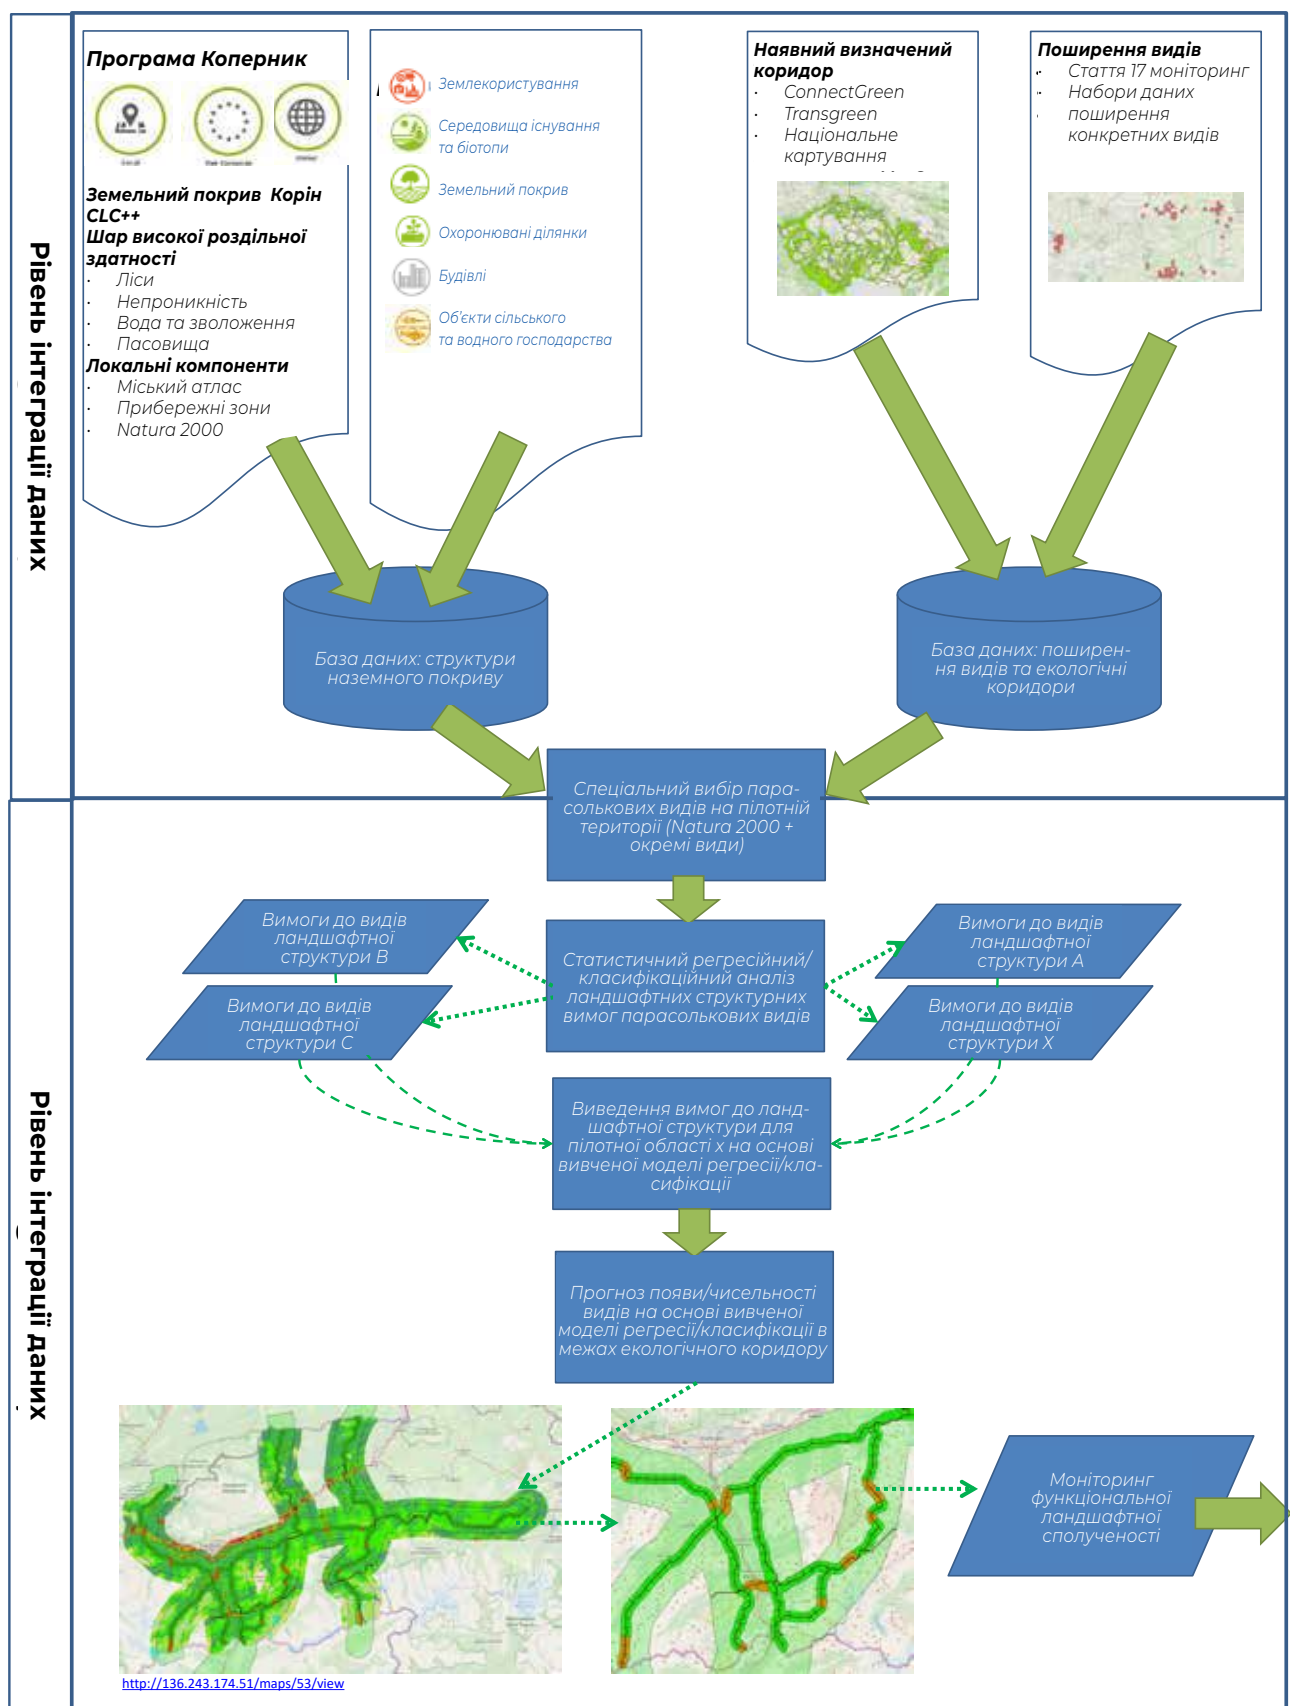 Рівень інтеграції даних
Програма Коперник
Земельний покрив Корін
CLC++
Шар високої роздільної
здатності
· Ліси
· Непроникність
· Вода та зволоження
· Пасовища
Локальні компоненти
· Міський атлас
· Прибережні зони
· Natura 2000
Землекористування
Середовища існування
та біотопи
Земельний покрив
Охоронювані ділянки
Будівлі
Об'єкти сільського
та водного господарства
Наявний визначений
коридор
· ConnectGreen
· Transgreen
· Національне
картування
Поширення видів
· Стаття 17 моніторинг
· Набори даних
· поширення
конкретних видів
База даних: структури
наземного покриву
База даних: поширен-
ня видів та екологічні
коридори
Рівень інтеграції даних
Спеціальний вибір пара-
солькових видів на пілотній
території (Natura 2000 +
окремі види)
Вимоги до видів
ландшафтної
структури B
Вимоги до видів
ландшафтної
структури C
Статистичний регресійний/
класифікаційний аналіз
ландшафтних структурних
вимог парасолькових видів
Вимоги до видів
ландшафтної
структури A
Вимоги до видів
ландшафтної
структури X
Виведення вимог до ланд-
шафтної структури для
пілотної області x на основі
вивченої моделі регресії/кла-
сифікації
Прогноз появи/чисельності
видів на основі вивченої
моделі регресії/класифікації в
межах екологічного коридору
Моніторинг
функціональної
ландшафтної
сполученості
http://136.243.174.51/maps/53/view